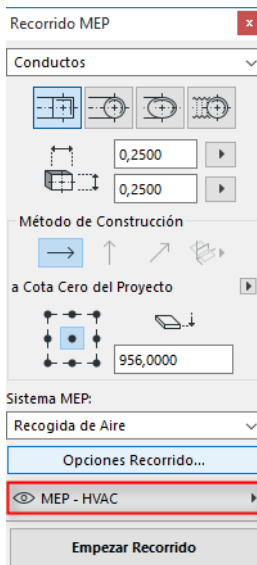 Recorrido MEP
x
Conductos
0,2500
0,2500
Método de Construcción
a Cota Cero del Proyecto
956,0000
Sistema MEP:
Recogida de Aire
Opciones Recorrido...
MEP - HVAC
Empezar Recorrido